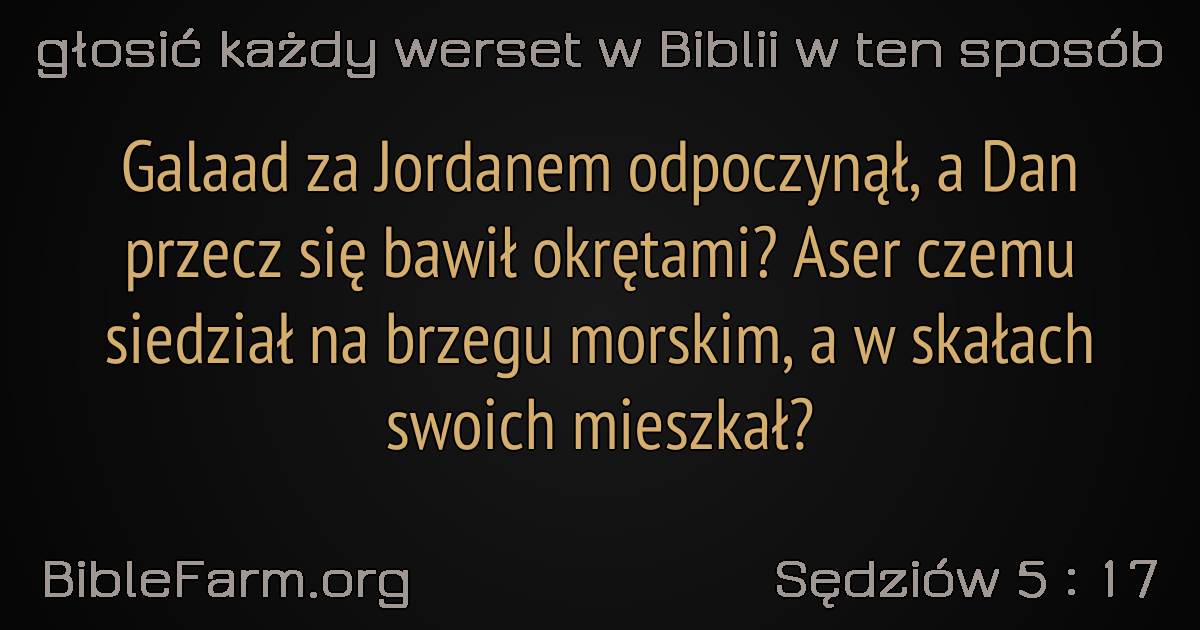 głosić każdy werset w Biblii w ten sposób
Galaad za Jordanem odpoczynął, a Dan
przecz się bawił okrętami? Aser czemu
siedział na brzegu morskim, a w skałach
swoich mieszkał?
BibleFarm.org
Sędziów 5 : 17